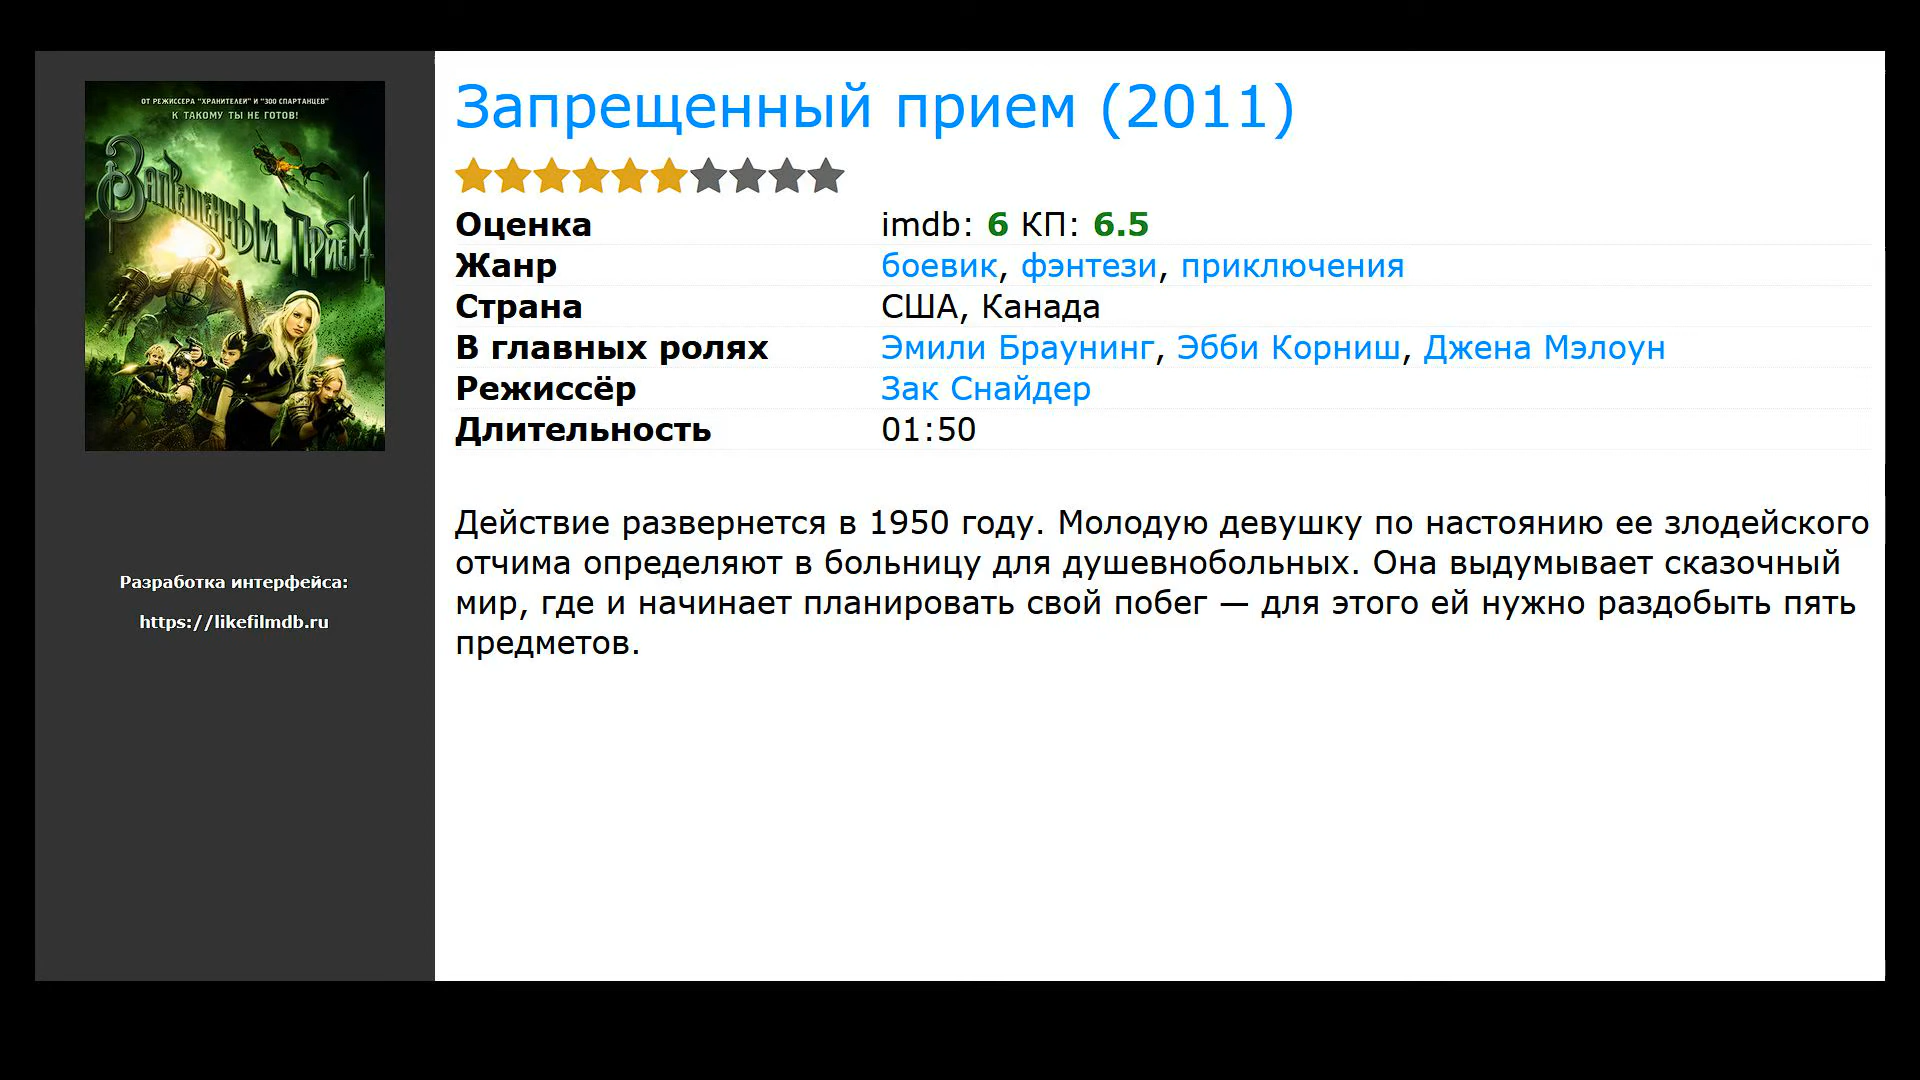 ОТ РЕЖИССЕРА "ХРАНИТЕЛЕЙ" И "300 СПАРТАНЦЕВ"
К ТАКОМУ ТЫ НЕ ГОТОВ!
Запрещенный Прием
Разработка интерфейса:
https://likefilmdb.ru
Запрещенный прием (2011)
Оценка imdb: 6 КП: 6.5
Жанр боевик, фэнтези, приключения
Страна США, Канада
В главных ролях Эмили Браунинг, Эбби Корниш, Джена Мэлоун
Режиссёр Зак Снайдер
Длительность 01:50
Действие развернется в 1950 году. Молодую девушку по настоянию ее злодейского
отчима определяют в больницу для душевнобольных. Она выдумывает сказочный
мир, где и начинает планировать свой побег — для этого ей нужно раздобыть пять
предметов.